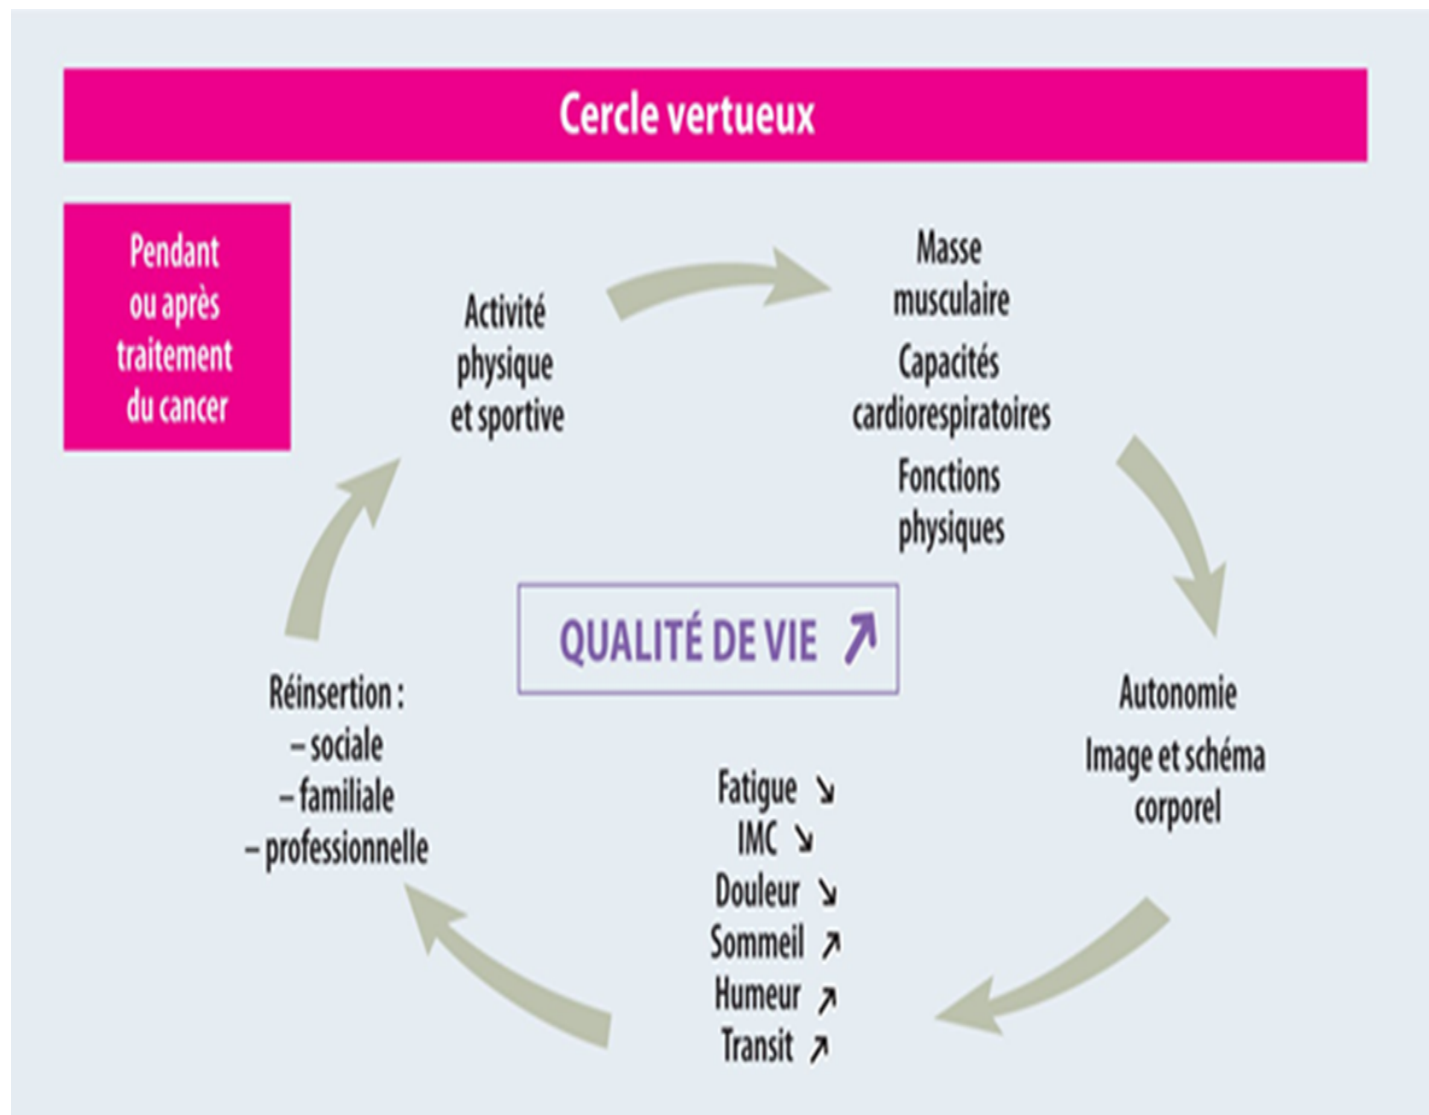 Cercle vertueux
Pendant
ou après
traitement
du cancer
Activité
physique
et sportive
Masse
musculaire
Capacités
cardiorespiratoires
Fonctions
physiques
QUALITÉ DE VIE ↗
Autonomie
Image et schéma
corporel
Fatigue ↘
IMC ↘
Douleur ↘
Sommeil ↗
Humeur ↗
Transit ↗
Réinsertion :
– sociale
– familiale
– professionnelle